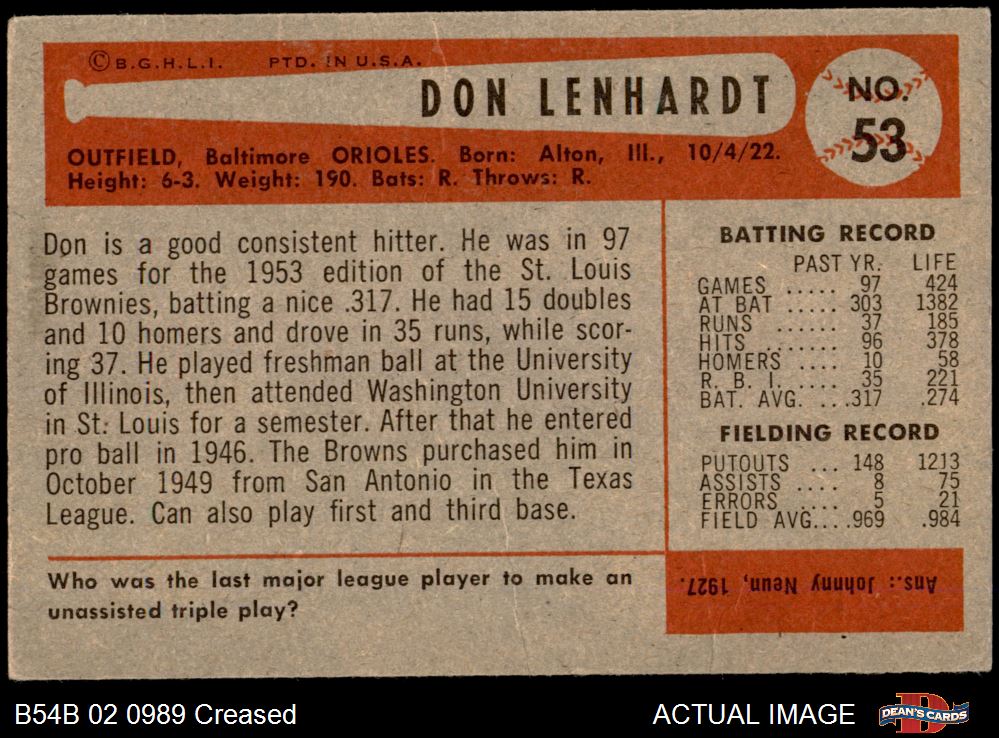 © B.G.H.L.I. PTD. IN U.S.A.
DON LENHARDT
NO.
53
OUTFIELD, Baltimore ORIOLES. Born: Alton, Ill., 10/4/22.
Height: 6-3. Weight: 190. Bats: R. Throws: R.
Don is a good consistent hitter. He was in 97
games for the 1953 edition of the St. Louis
Brownies, batting a nice .317. He had 15 doubles
and 10 homers and drove in 35 runs, while scor-
ing 37. He played freshman ball at the University
of Illinois, then attended Washington University
in St. Louis for a semester. After that he entered
pro ball in 1946. The Browns purchased him in
October 1949 from San Antonio in the Texas
League. Can also play first and third base.
BATTING RECORD
PAST YR. LIFE
GAMES ..... 97 424
AT BAT ..... 303 1382
RUNS ...... 37 185
HITS ....... 96 378
HOMERS .... 10 58
R. B. I. .... 35 221
BAT. AVG. ...317 .274
FIELDING RECORD
PUTOUTS ... 148 1213
ASSISTS .... 8 75
ERRORS .... 5 21
FIELD AVG....969 .984
Who was the last major league player to make an
unassisted triple play?
Ans.: Johnny Neun, 1927.
B54B 02 0989 Creased
ACTUAL IMAGE
DEAN'S CARDS